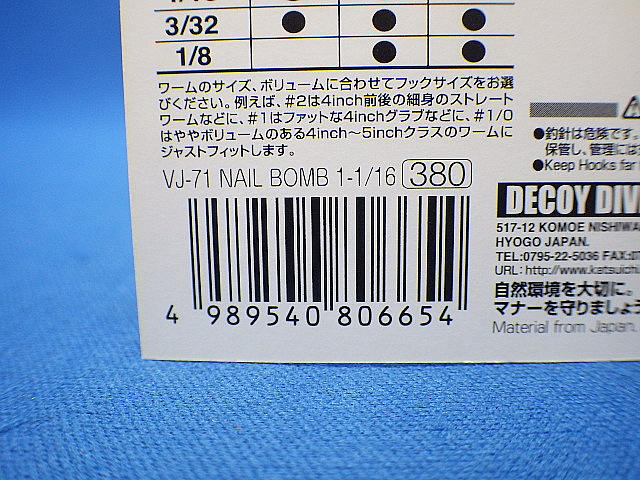 3/32
1/8
ワームのサイズ、ボリュームに合わせてフックサイズをお選
びください。例えば、#2は4inch前後の細身のストレート
ワームなどに、#1はファットな4inchグラブなどに、#1/0
はややボリュームのある4inch～5inchクラスのワームに
ジャストフィットします。
VJ-71 NAIL BOMB 1-1/16 380
4 989540 806654
●釣針は危険です。
保管し、管理には
●Keep Hooks far
DECOY DIV
517-12 KOMOE NISHIWA
HYOGO JAPAN.
TEL:0795-22-5036 FAX:07
URL: http://www.katsuich
自然環境を大切に。
マナーを守りましょう
Material from Japan.